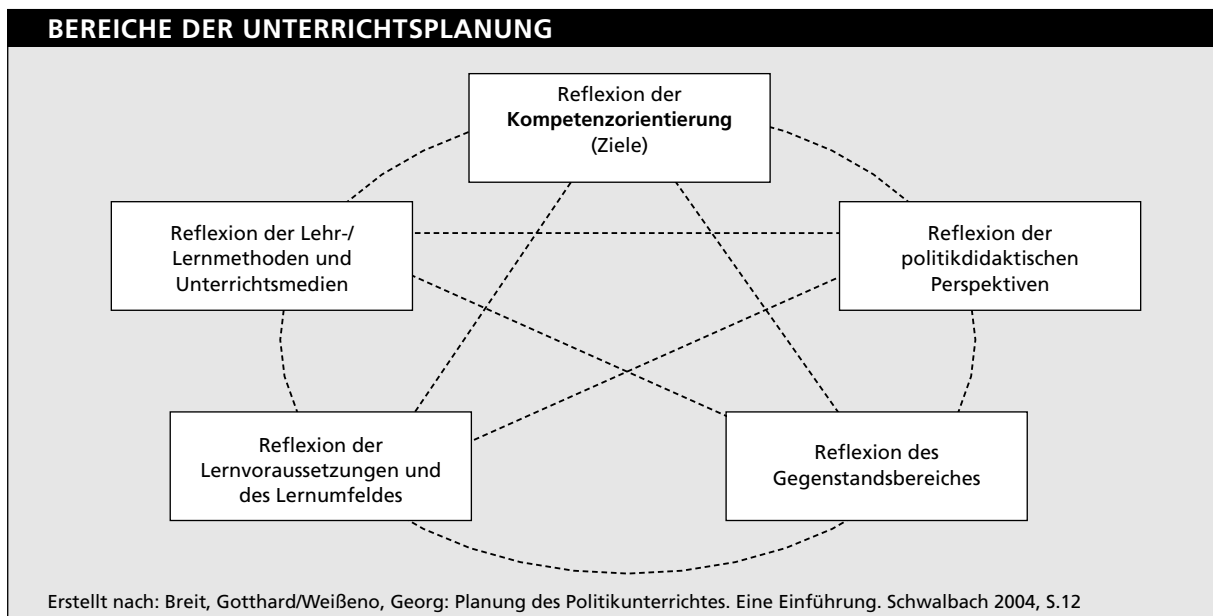 BEREICHE DER UNTERRICHTSPLANUNG
Reflexion der
Kompetenzorientierung
(Ziele)
Reflexion der Lehr-/
Lernmethoden und
Unterrichtsmedien
Reflexion der
politikdidaktischen
Perspektiven
Reflexion der
Lernvoraussetzungen und
des Lernumfeldes
Reflexion des
Gegenstandsbereiches
Erstellt nach: Breit, Gotthard/Weißeno, Georg: Planung des Politikunterrichtes. Eine Einführung. Schwalbach 2004, S.12